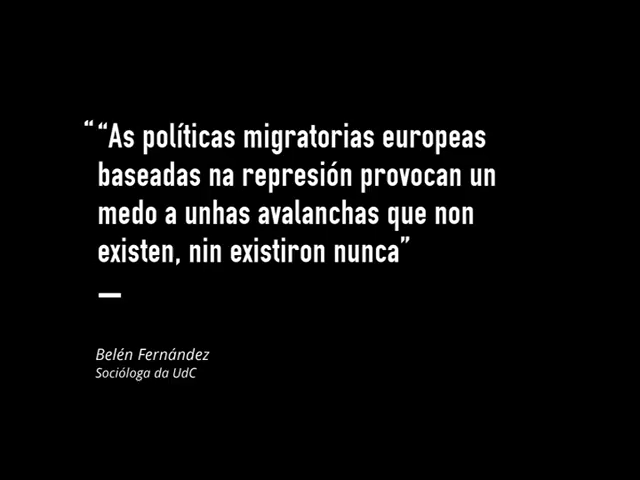 “ “As políticas migratorias europeas
baseadas na represión provocan un
medo a unhas avalanchas que non
existen, nin existiron nunca”
Belén Fernández
Socióloga da UdC